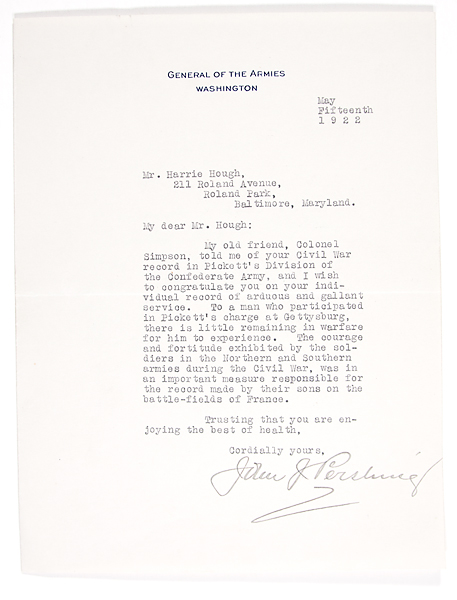 GENERAL OF THE ARMIES
WASHINGTON
May
Fifteenth
1 9 2 2
Mr. Harrie Hough,
211 Roland Avenue,
Roland Park,
Baltimore, Maryland.
My dear Mr. Hough:
My old friend, Colonel
Simpson, told me of your Civil War
record in Pickett's Division of
the Confederate Army, and I wish
to congratulate you on your indi-
vidual record of arduous and gallant
service. To a man who participated
in Pickett's charge at Gettysburg,
there is little remaining in warfare
for him to experience. The courage
and fortitude exhibited by the sol-
diers in the Northern and Southern
armies during the Civil War, was in
an important measure responsible for
the record made by their sons on the
battle-fields of France.
Trusting that you are en-
joying the best of health,
Cordially yours,
John J Pershing